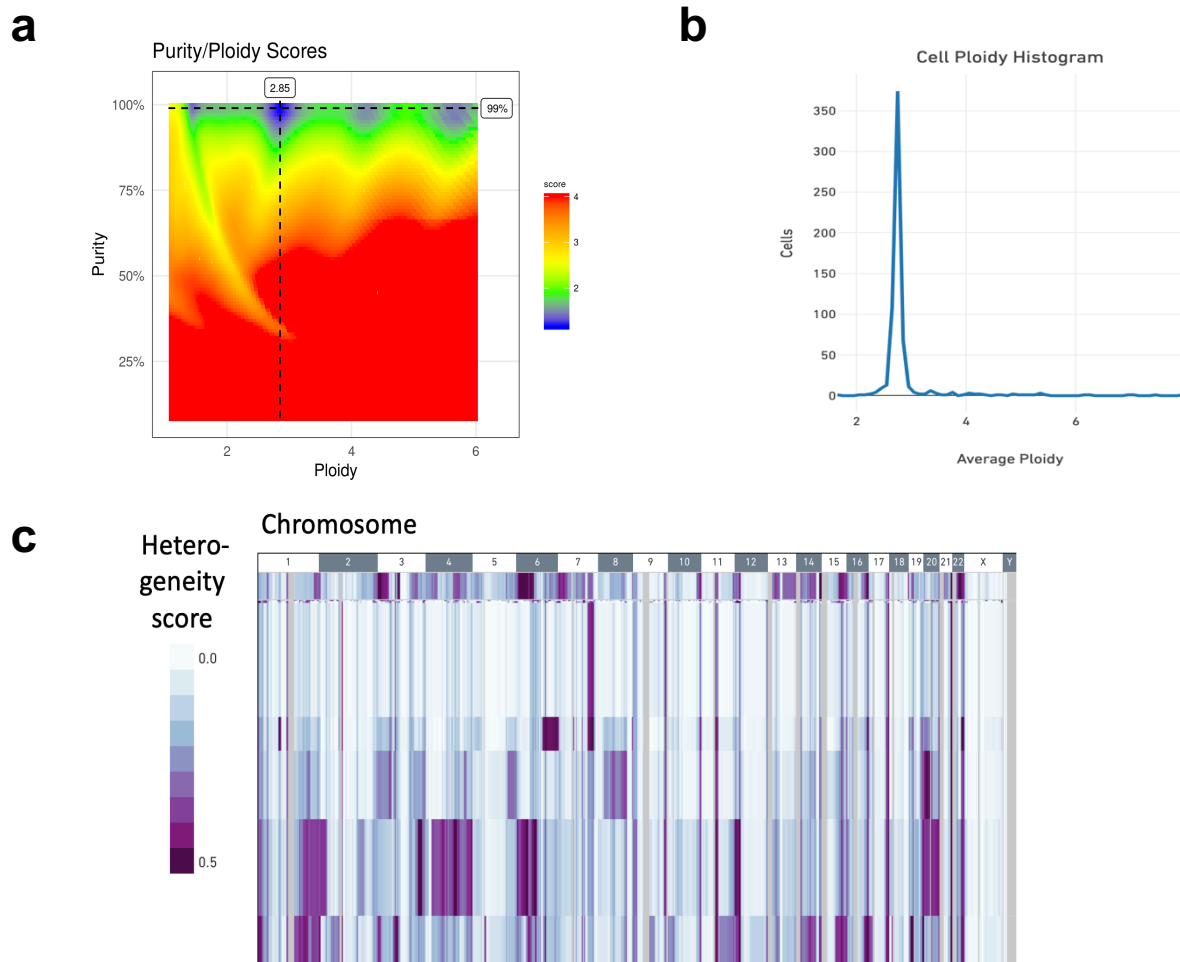 a
Purity/Ploidy Scores
2.85
99%
100%
75%
50%
25%
Purity
2 4 6
Ploidy
score
4
3
2
b
Cell Ploidy Histogram
350
300
250
200
150
100
50
0
Cells
2 4 6
Average Ploidy
c
Chromosome
Hetero-
geneity
score
0.0
0.5
1 2 3 4 5 6 7 8 9 10 11 12 13 14 15 16 17 18 19 20 21 22 X Y